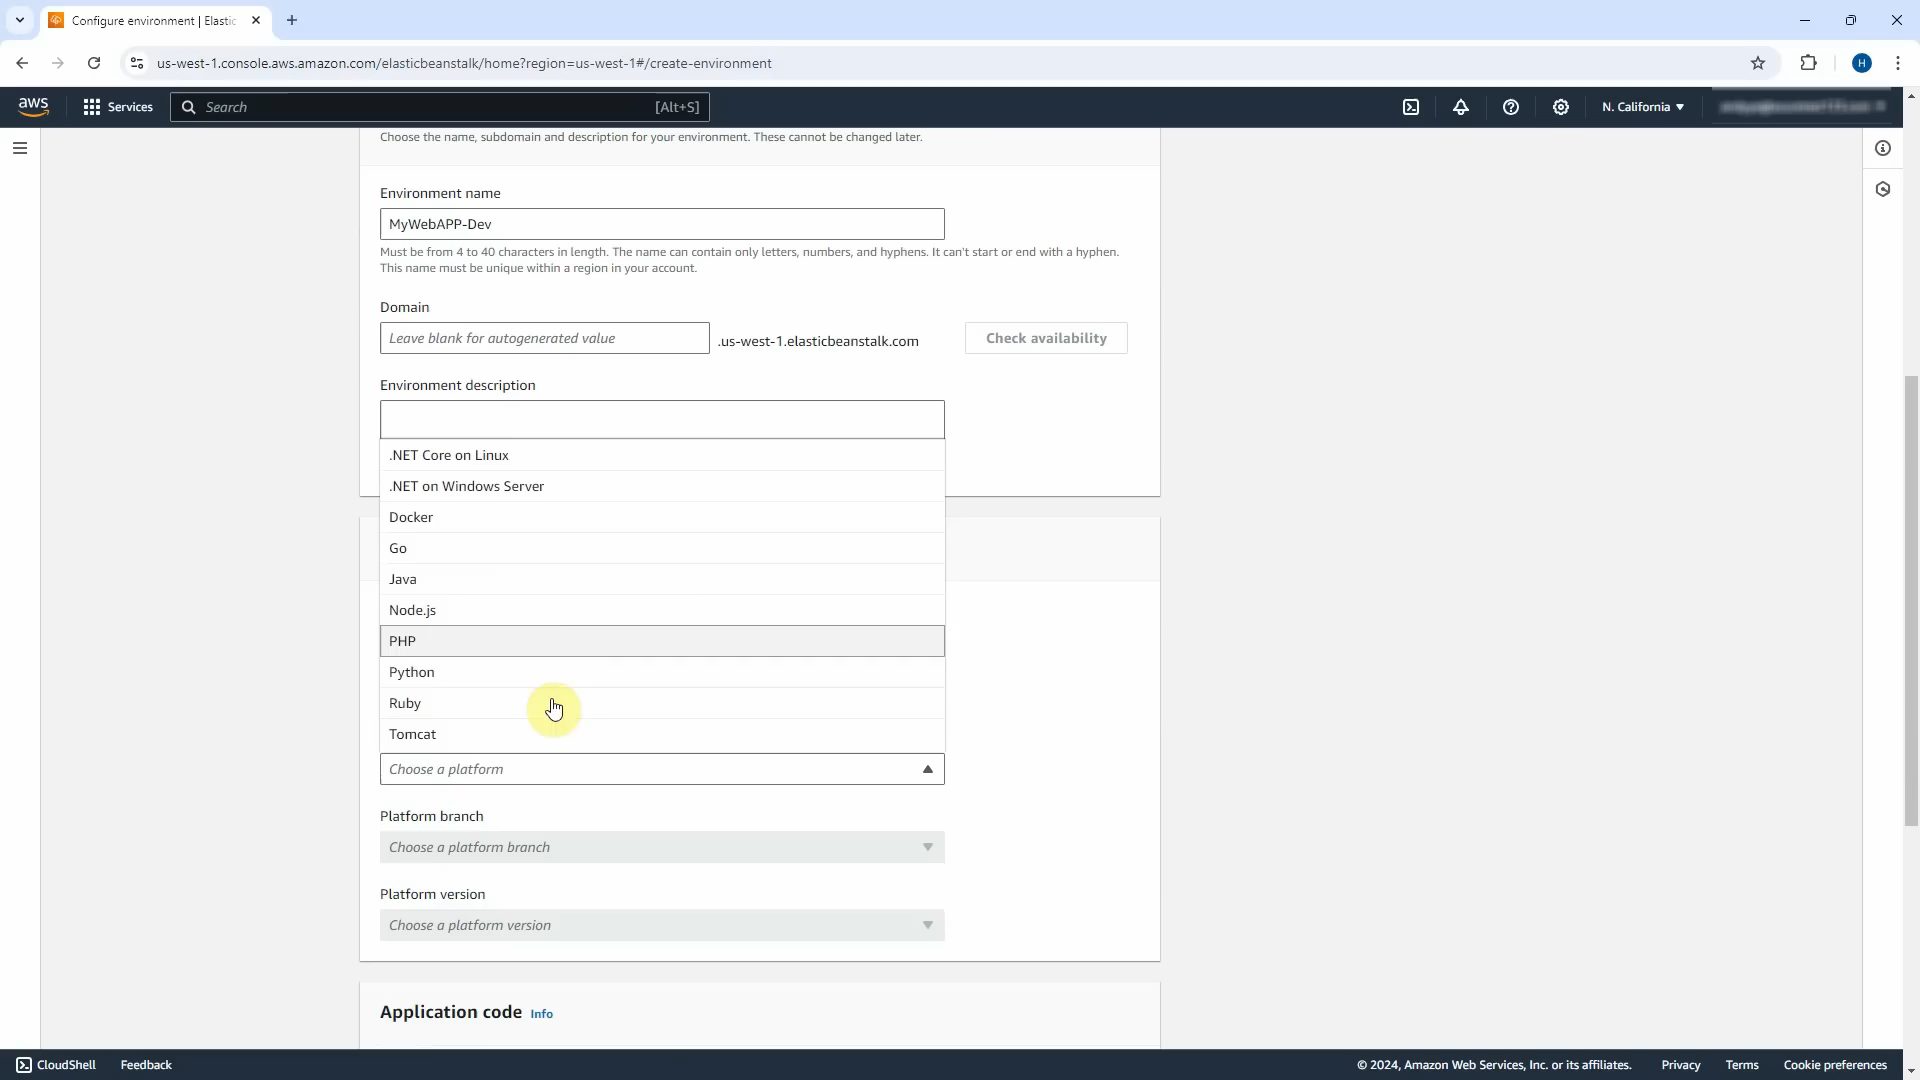 Configure environment | Elastic
us-west-1.console.aws.amazon.com/elasticbeanstalk/home?region=us-west-1#/create-environment
H
aws
Services
Search
[Alt+S]
N. California
Choose the name, subdomain and description for your environment. These cannot be changed later.
Environment name
MyWebAPP-Dev
Must be from 4 to 40 characters in length. The name can contain only letters, numbers, and hyphens. It can't start or end with a hyphen.
This name must be unique within a region in your account.
Domain
Leave blank for autogenerated value
.us-west-1.elasticbeanstalk.com
Check availability
Environment description
.NET Core on Linux
.NET on Windows Server
Docker
Go
Java
Node.js
PHP
Python
Ruby
Tomcat
Choose a platform
Platform branch
Choose a platform branch
Platform version
Choose a platform version
Application code Info
CloudShell
Feedback
© 2024, Amazon Web Services, Inc. or its affiliates.
Privacy
Terms
Cookie preferences